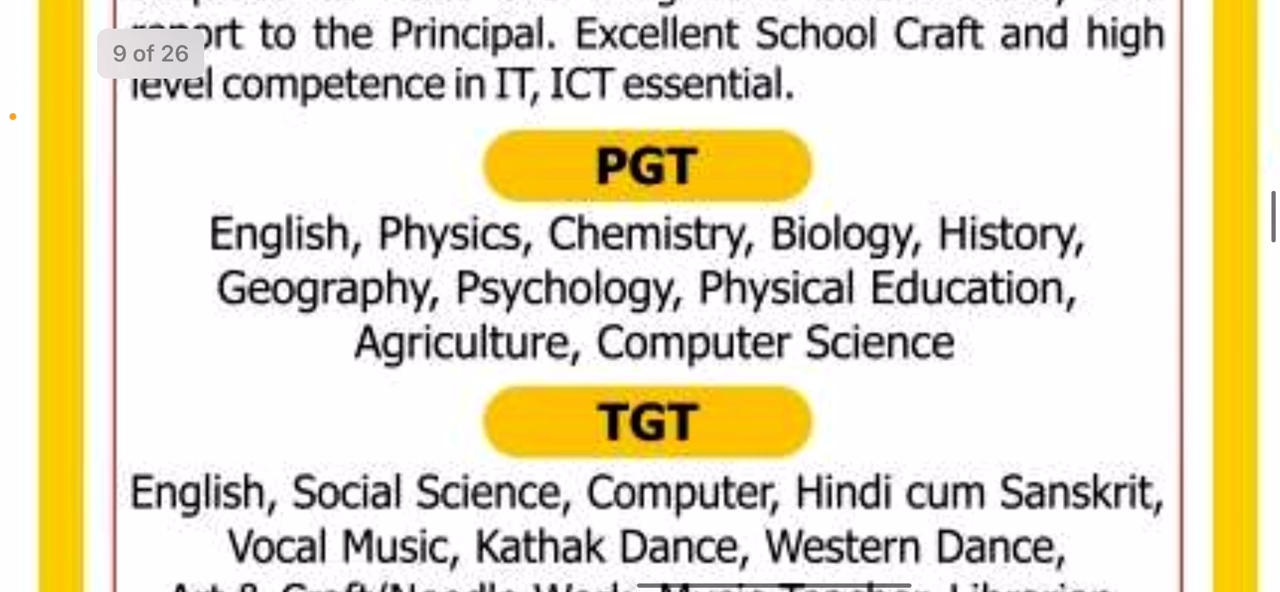 to the Principal. Excellent School Craft and high
9 of 26
level competence in IT, ICT essential.
PGT
English, Physics, Chemistry, Biology, History,
Geography, Psychology, Physical Education,
Agriculture, Computer Science
TGT
English, Social Science, Computer, Hindi cum Sanskrit,
Vocal Music, Kathak Dance, Western Dance,